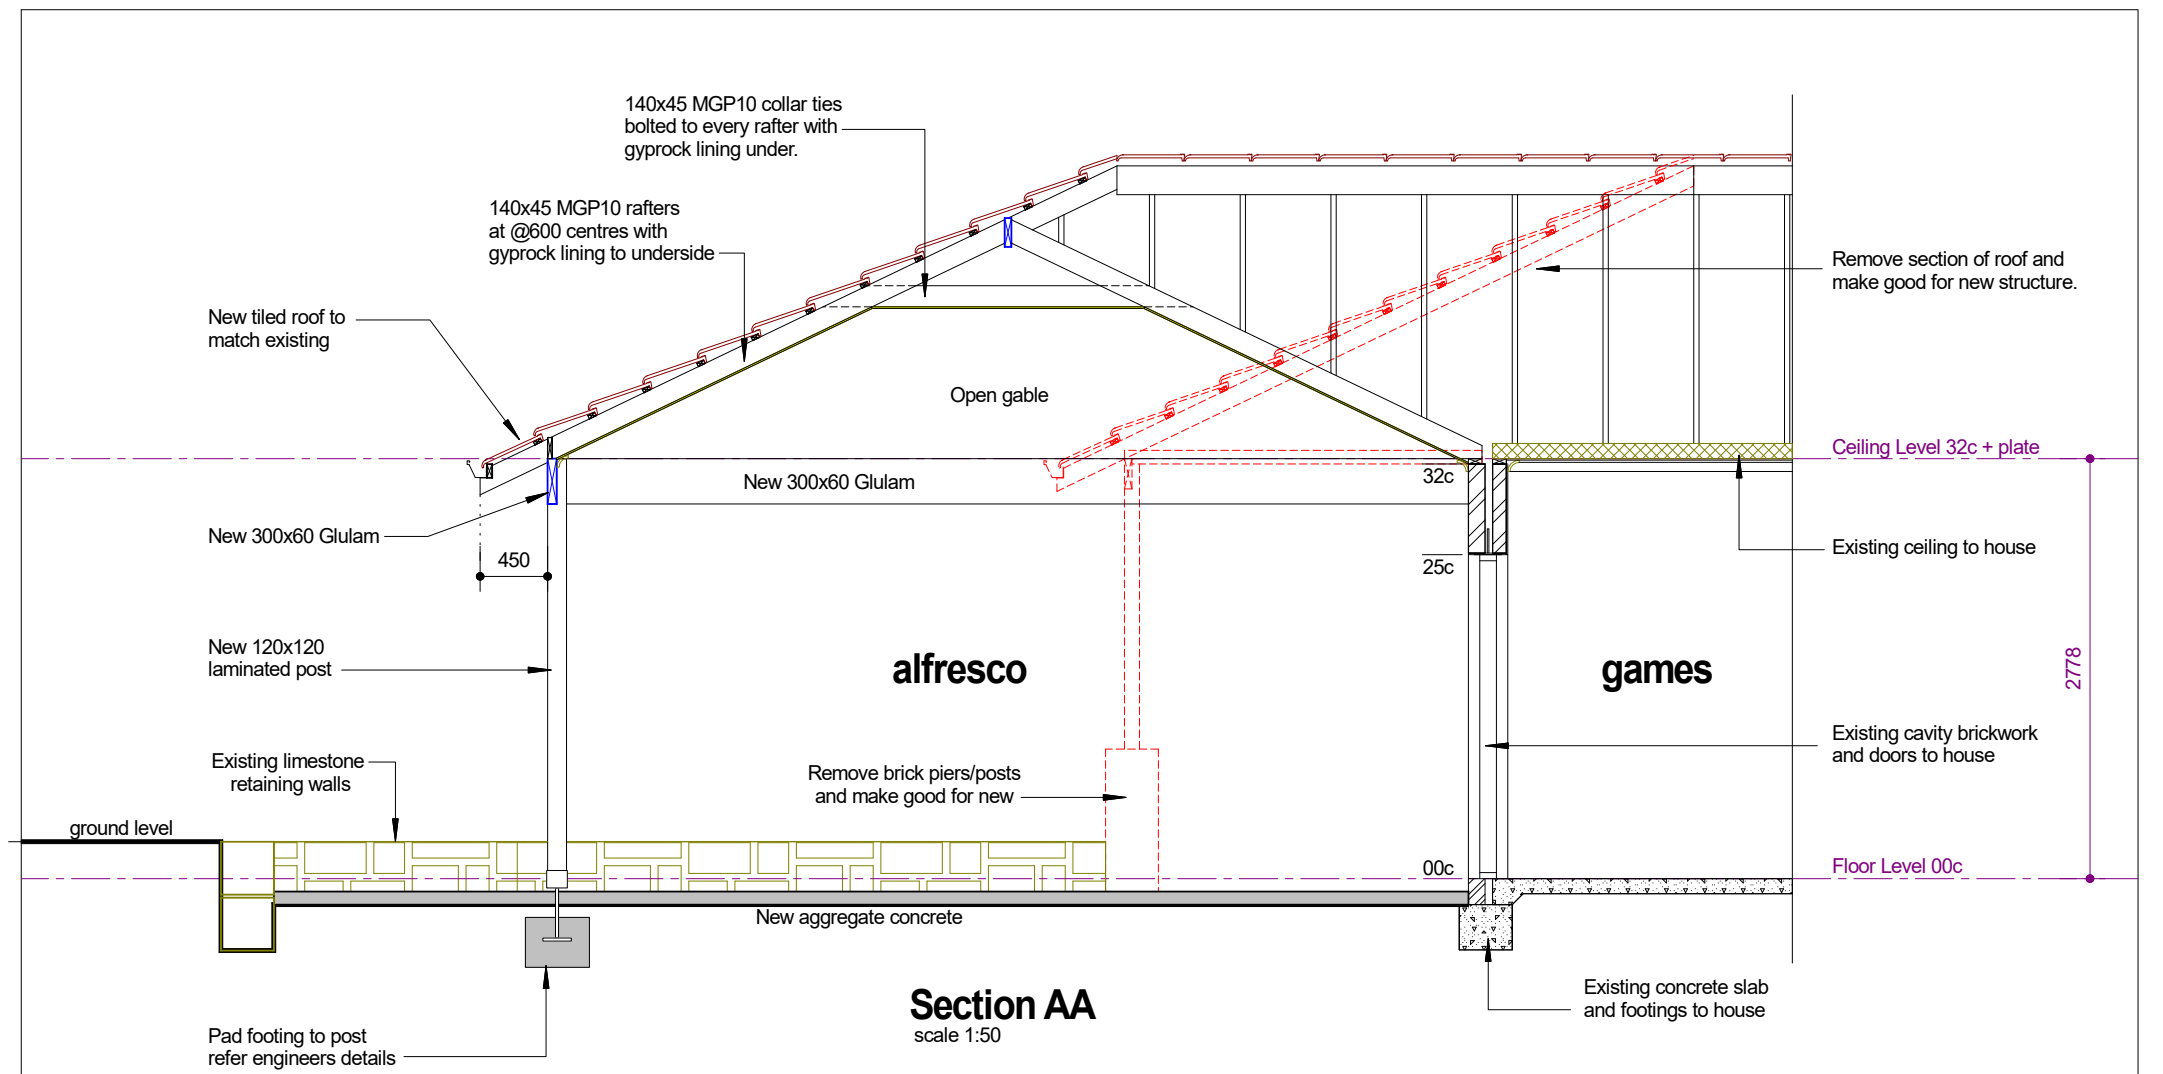 140x45 MGP10 collar ties
bolted to every rafter with
gyprock lining under.
140x45 MGP10 rafters
at @600 centres with
gyprock lining to underside
New tiled roof to
match existing
Remove section of roof and
make good for new structure.
Open gable
Ceiling Level 32c + plate
New 300x60 Glulam
32c
New 300x60 Glulam
450
25c
Existing ceiling to house
New 120x120
laminated post
alfresco
games
2778
Existing cavity brickwork
and doors to house
Existing limestone
retaining walls
Remove brick piers/posts
and make good for new
ground level
00c
Floor Level 00c
New aggregate concrete
Existing concrete slab
and footings to house
Section AA
scale 1:50
Pad footing to post
refer engineers details